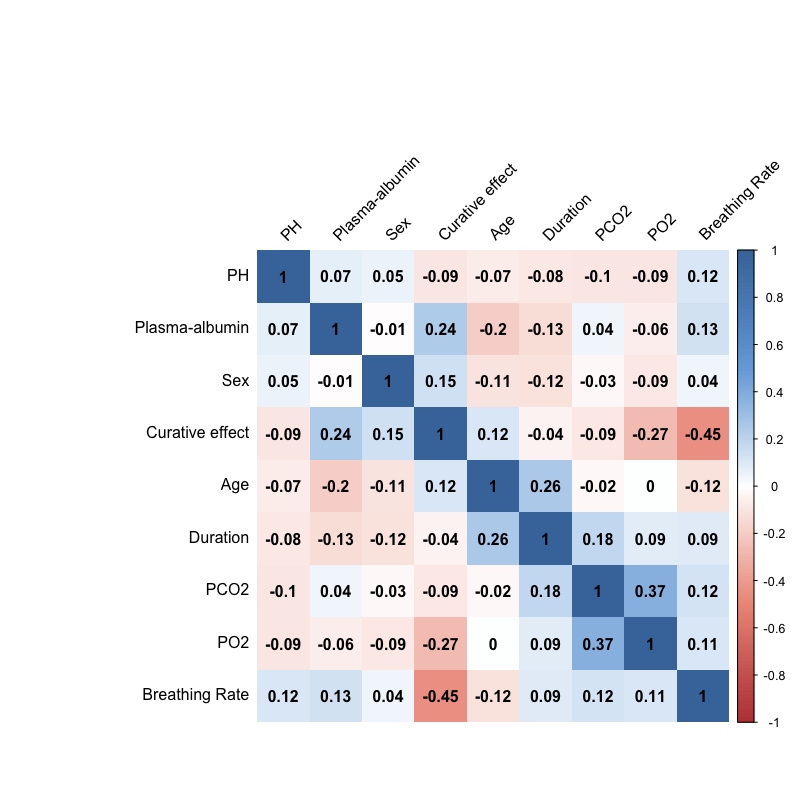 PH Plasma-albumin Sex Curative effect Age Duration PCO2 PO2 Breathing Rate
PH 1 0.07 0.05 -0.09 -0.07 -0.08 -0.1 -0.09 0.12
Plasma-albumin 0.07 1 -0.01 0.24 -0.2 -0.13 0.04 -0.06 0.13
Sex 0.05 -0.01 1 0.15 -0.11 -0.12 -0.03 -0.09 0.04
Curative effect -0.09 0.24 0.15 1 0.12 -0.04 -0.09 -0.27 -0.45
Age -0.07 -0.2 -0.11 0.12 1 0.26 -0.02 0 -0.12
Duration -0.08 -0.13 -0.12 -0.04 0.26 1 0.18 0.09 0.09
PCO2 -0.1 0.04 -0.03 -0.09 -0.02 0.18 1 0.37 0.12
PO2 -0.09 -0.06 -0.09 -0.27 0 0.09 0.37 1 0.11
Breathing Rate 0.12 0.13 0.04 -0.45 -0.12 0.09 0.12 0.11 1
1
0.8
0.6
0.4
0.2
0
-0.2
-0.4
-0.6
-0.8
-1